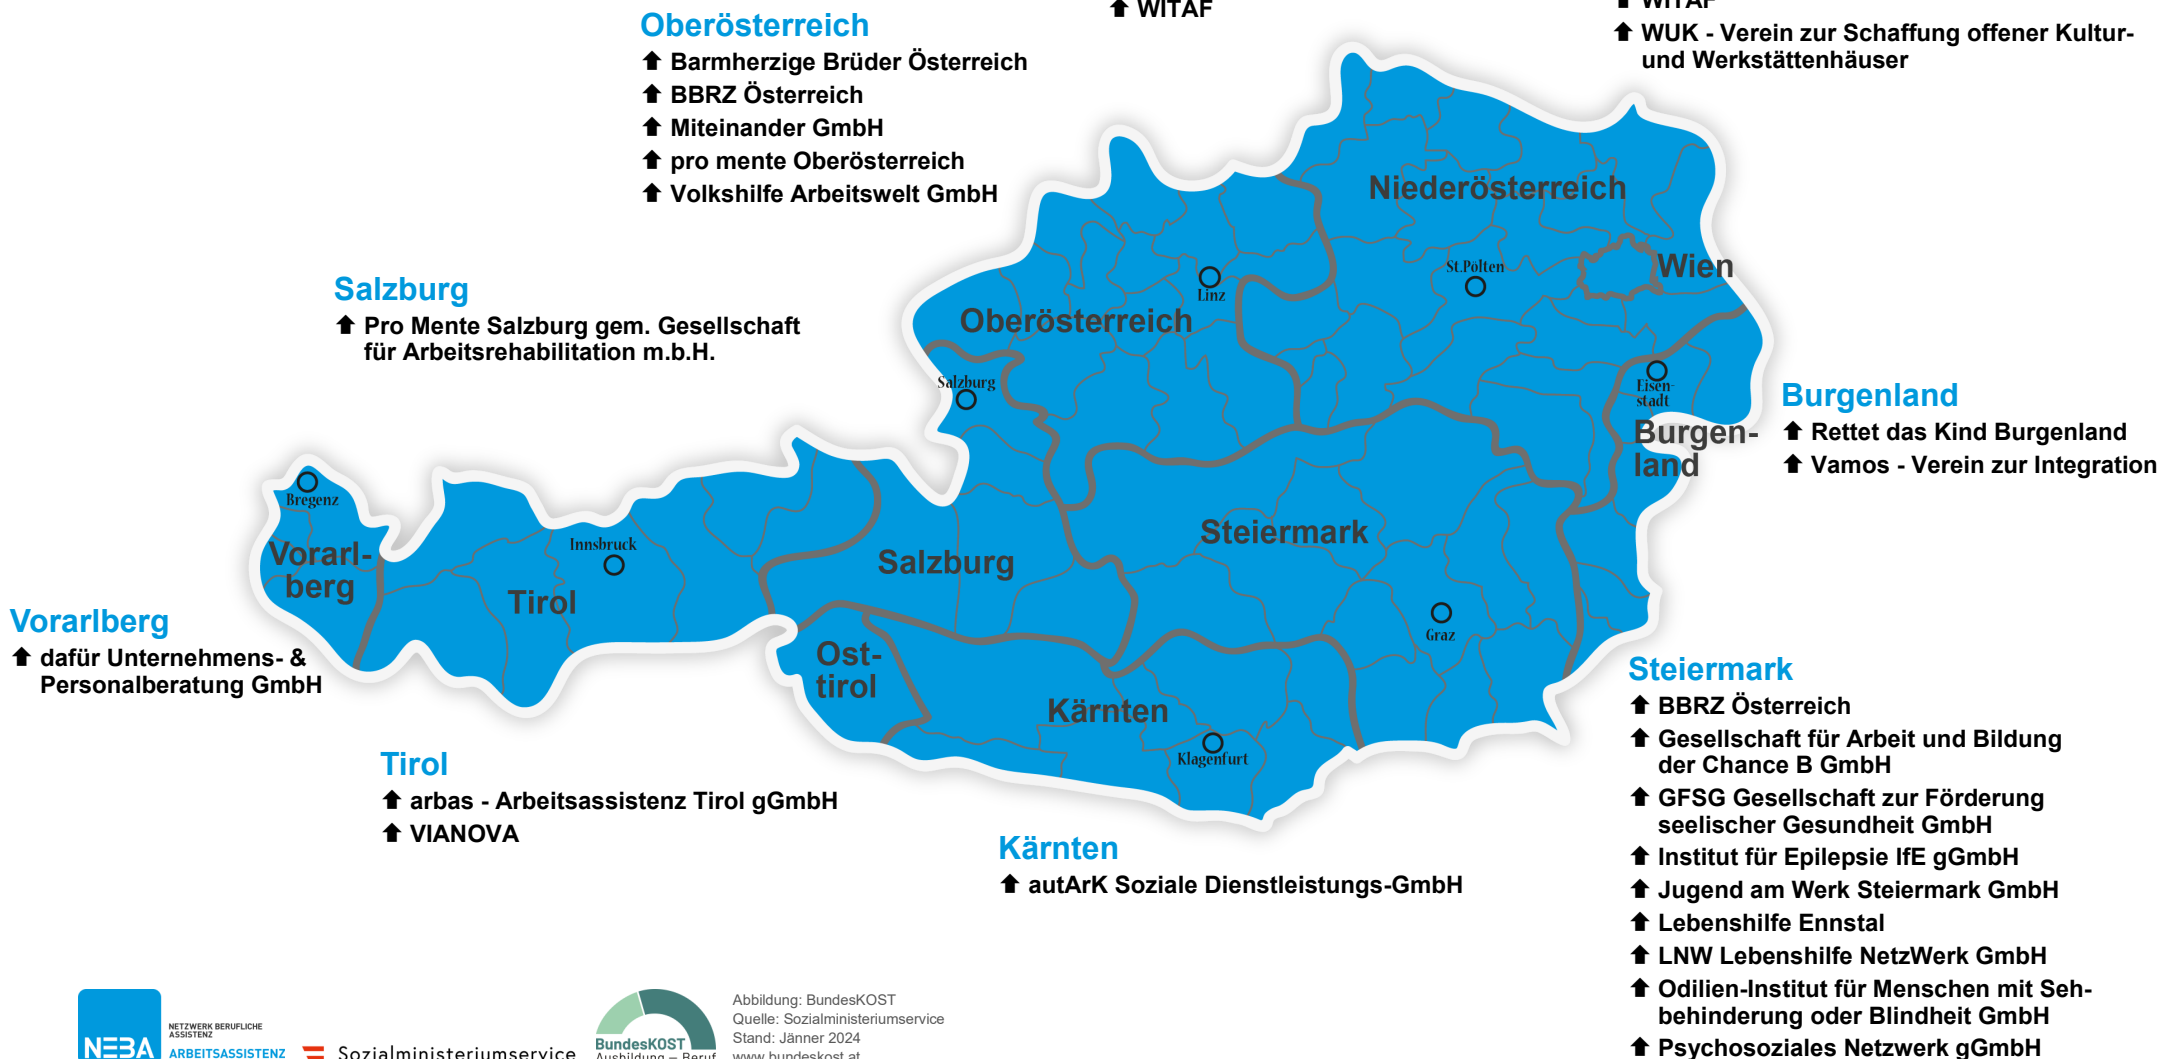 WITAF
WITAF
WUK - Verein zur Schaffung offener Kultur-
und Werkstättenhäuser
Oberösterreich
Barmherzige Brüder Österreich
BBRZ Österreich
Miteinander GmbH
pro mente Oberösterreich
Volkshilfe Arbeitswelt GmbH
Salzburg
Pro Mente Salzburg gem. Gesellschaft
für Arbeitsrehabilitation m.b.H.
Niederösterreich
Wien
St.Pölten
Linz
Oberösterreich
Salzburg
Eisen-
stadt
Burgen-
land
Burgenland
Rettet das Kind Burgenland
Vamos - Verein zur Integration
Bregenz
Vorarl-
berg
Innsbruck
Tirol
Salzburg
Steiermark
Graz
Ost-
tirol
Kärnten
Klagenfurt
Vorarlberg
dafür Unternehmens- &
Personalberatung GmbH
Tirol
arbas - Arbeitsassistenz Tirol gGmbH
VIANOVA
Kärnten
autArK Soziale Dienstleistungs-GmbH
Steiermark
BBRZ Österreich
Gesellschaft für Arbeit und Bildung
der Chance B GmbH
GFSG Gesellschaft zur Förderung
seelischer Gesundheit GmbH
Institut für Epilepsie IfE gGmbH
Jugend am Werk Steiermark GmbH
Lebenshilfe Ennstal
LNW Lebenshilfe NetzWerk GmbH
Odilien-Institut für Menschen mit Seh-
behinderung oder Blindheit GmbH
Psychosoziales Netzwerk gGmbH
NEBA
NETZWERK BERUFLICHE
ASSISTENZ
ARBEITSASSISTENZ
Sozialministeriumservice
BundesKOST
Ausbildung – Beruf
Abbildung: BundesKOST
Quelle: Sozialministeriumservice
Stand: Jänner 2024
www.bundeskost.at